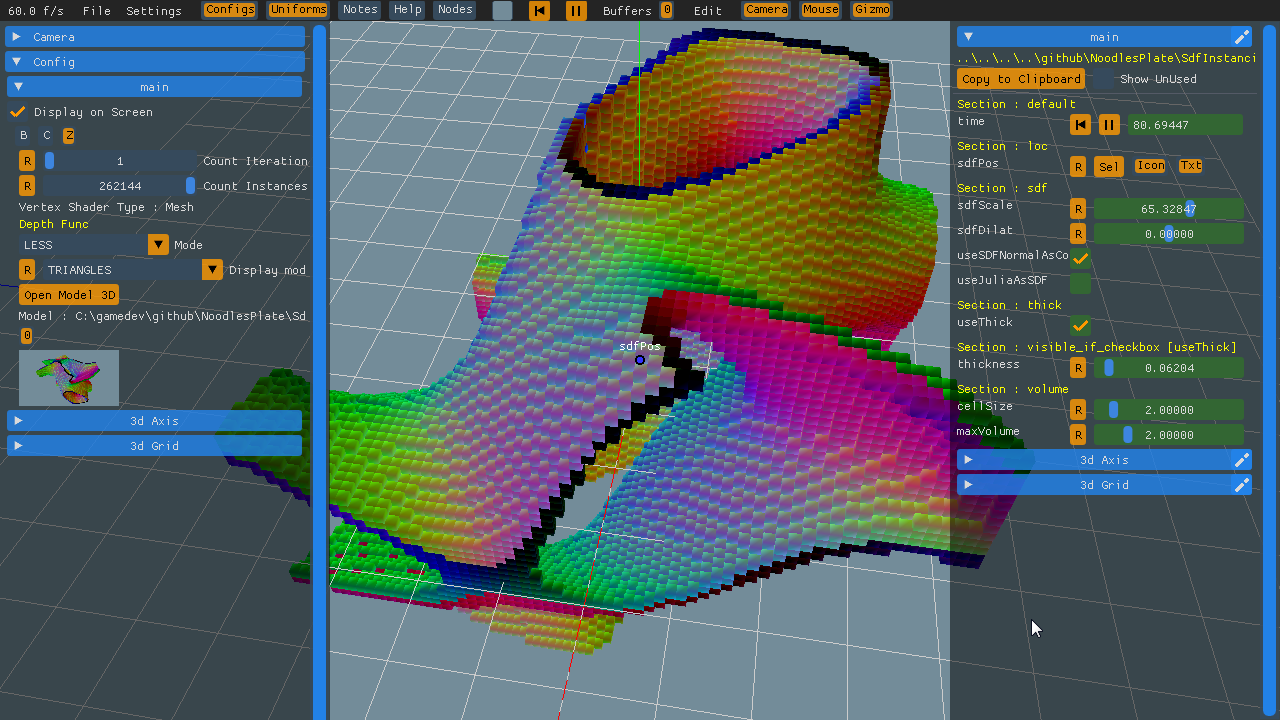 60.0 f/s File Settings Configs Uniforms Notes Help Nodes Buffers 0 Edit Camera Mouse Gizmo
Camera
Config
main
Display on Screen
B C Z
R 1 Count Iteration
R 262144 Count Instances
Vertex Shader Type : Mesh
Depth Func
LESS Mode
R TRIANGLES Display mod
Open Model 3D
Model : C:\gamedev\github\NoodlesPlate\Sd
0
3d Axis
3d Grid
sdfPos
main
..\..\..\..\github\NoodlesPlate\SdfInstanci
Copy to Clipboard Show UnUsed
Section : default
time 80.69447
Section : loc
sdfPos R Sel Icon Txt
Section : sdf
sdfScale R 65.32847
sdfDilat R 0.00000
useSDFNormalAsCo
useJuliaAsSDF
Section : thick
useThick
Section : visible_if_checkbox [useThick]
thickness R 0.06204
Section : volume
cellSize R 2.00000
maxVolume R 2.00000
3d Axis
3d Grid